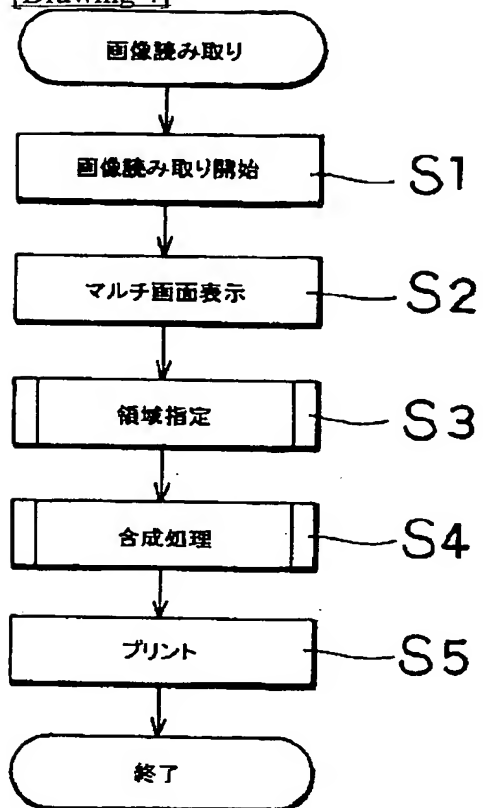 [Drawing
画像読み取り
画像読み取り開始 S1
マルチ画面表示 S2
領域指定 S3
合成処理 S4
プリント S5
終了